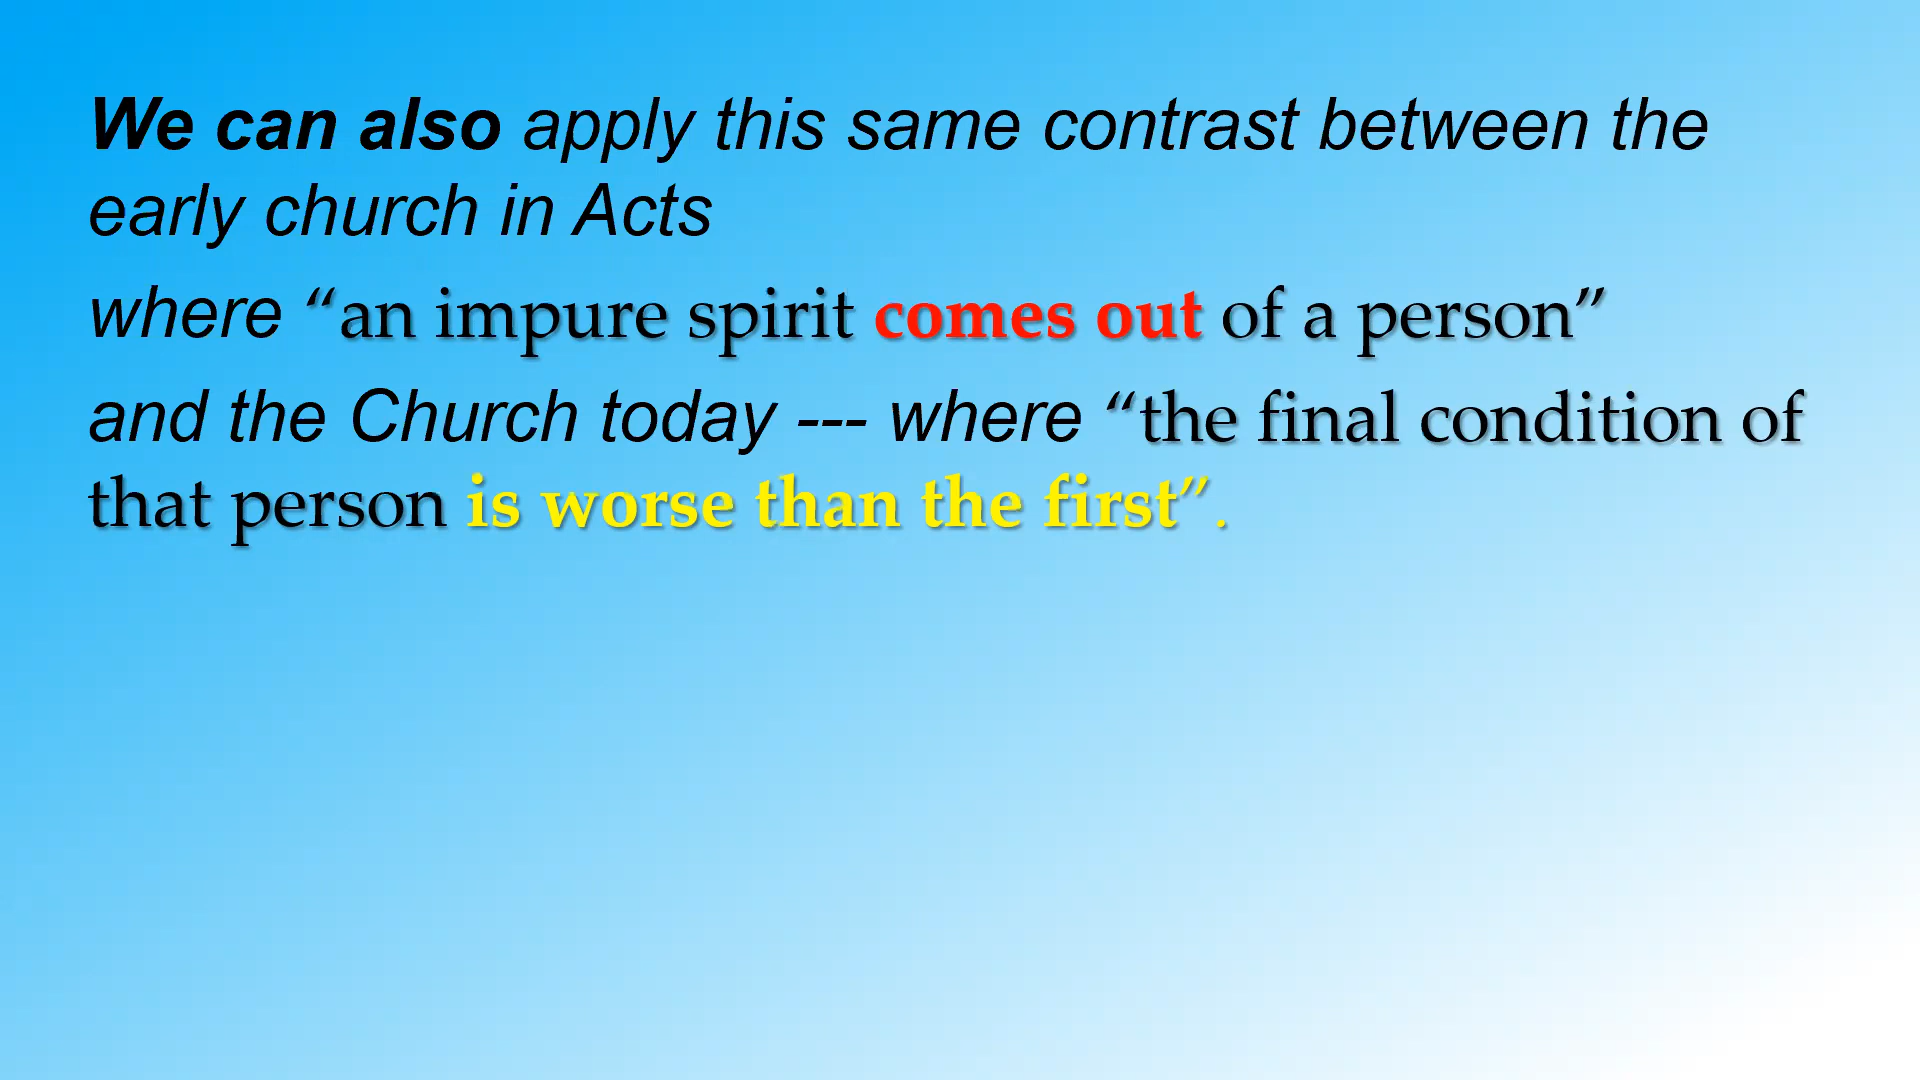 We can also apply this same contrast between the
early church in Acts
where “an impure spirit comes out of a person”
and the Church today --- where “the final condition of
that person is worse than the first”.